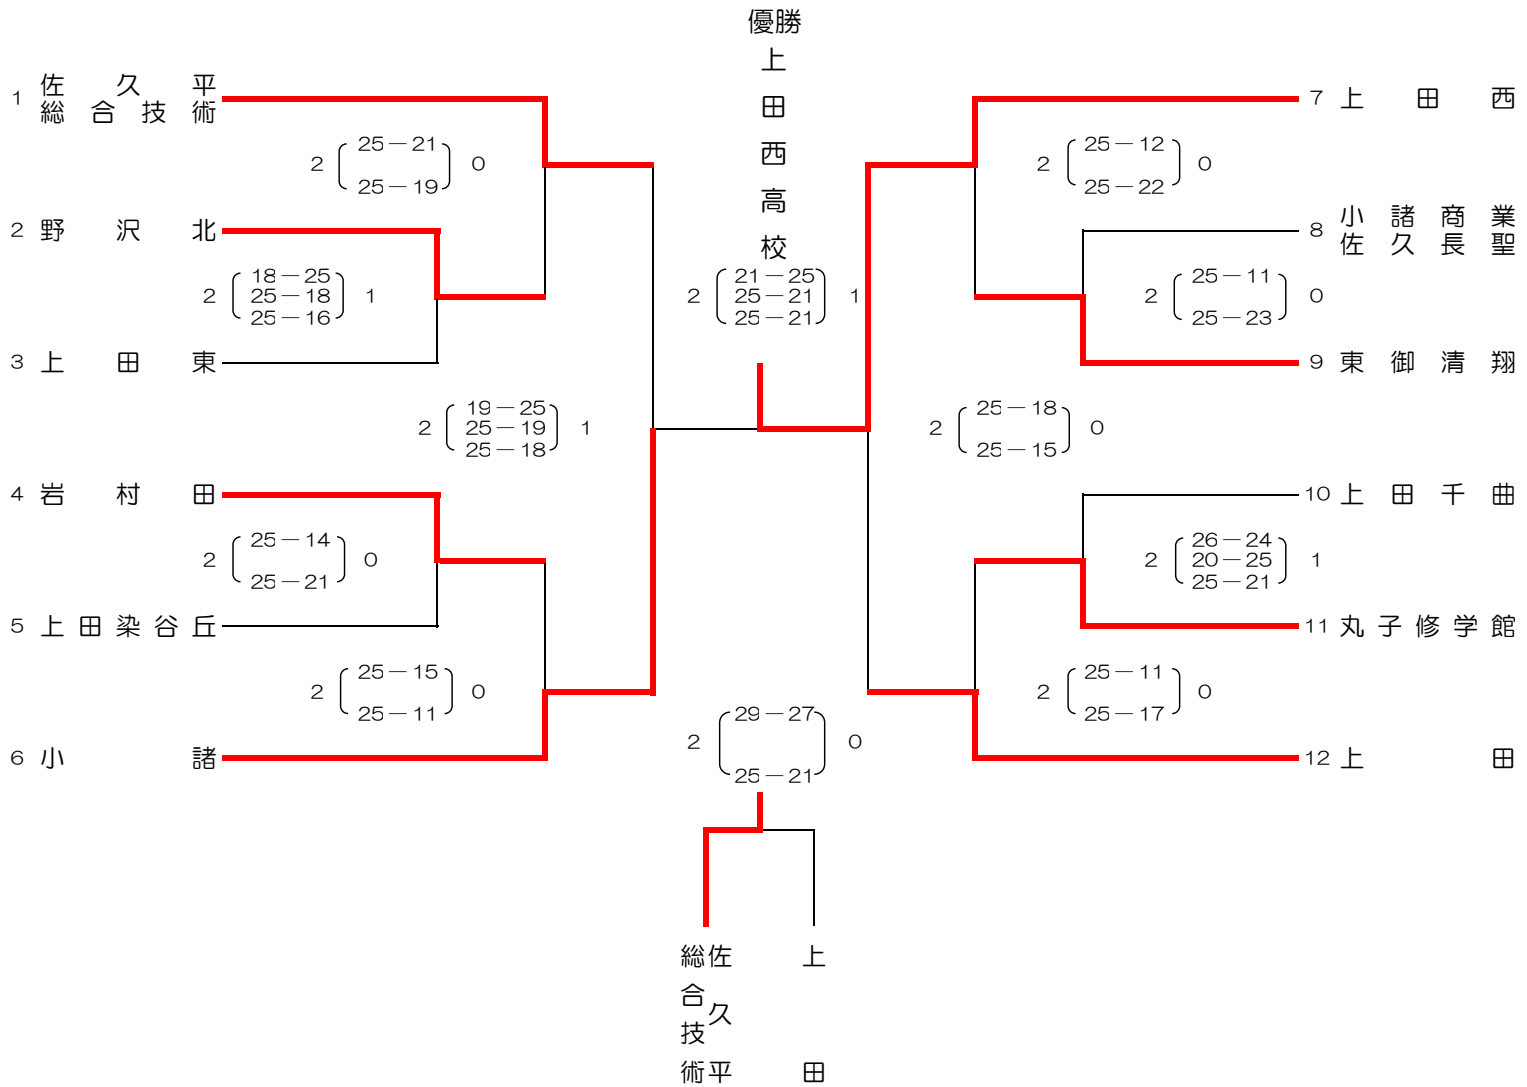 優勝
上田西高校
1 佐久平
総合技術
2 ( 25－21 25－19 ) 0
2 野沢北
2 ( 18－25 25－18 25－16 ) 1
3 上田東
2 ( 19－25 25－19 25－18 ) 1
4 岩村田
2 ( 25－14 25－21 ) 0
5 上田染谷丘
2 ( 25－15 25－11 ) 0
6 小諸
2 ( 21－25 25－21 25－21 ) 1
7 上田西
2 ( 25－12 25－22 ) 0
8 小諸商業
佐久長聖
2 ( 25－11 25－23 ) 0
9 東御清翔
2 ( 25－18 25－15 ) 0
10 上田千曲
2 ( 26－24 20－25 25－21 ) 1
11 丸子修学館
2 ( 25－11 25－17 ) 0
12 上田
2 ( 29－27 25－21 ) 0
佐久平
総合技術
上田